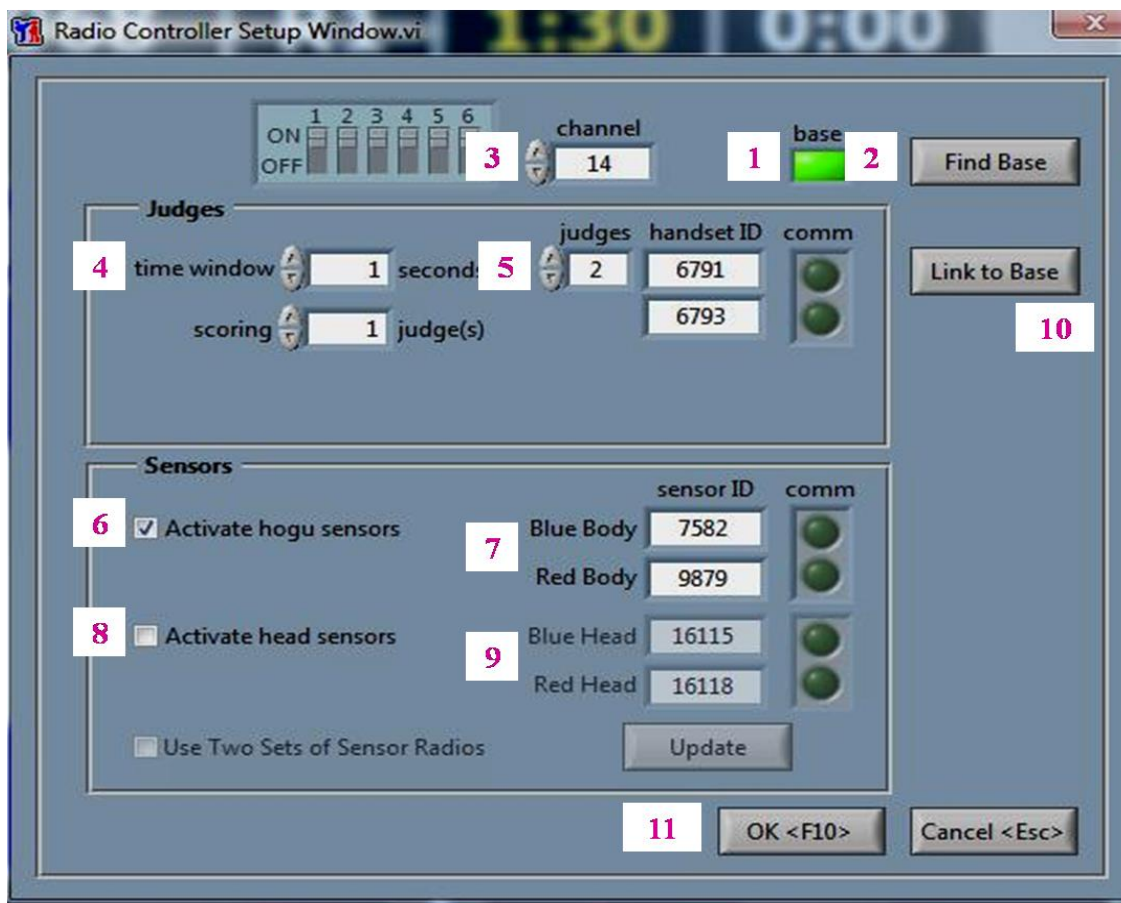 Radio Controller Setup Window.vi
1:30 0:00
1 2 3 4 5 6
ON
OFF
3
channel
14
1
base
2
Find Base
Judges
4 time window 1 seconds
5
judges handset ID comm
2 6791
6793
scoring 1 judge(s)
Link to Base
10
Sensors
sensor ID comm
6 Activate hogu sensors
7
Blue Body 7582
Red Body 9879
8 Activate head sensors
9
Blue Head 16115
Red Head 16118
Use Two Sets of Sensor Radios
Update
11 OK <F10> Cancel <Esc>